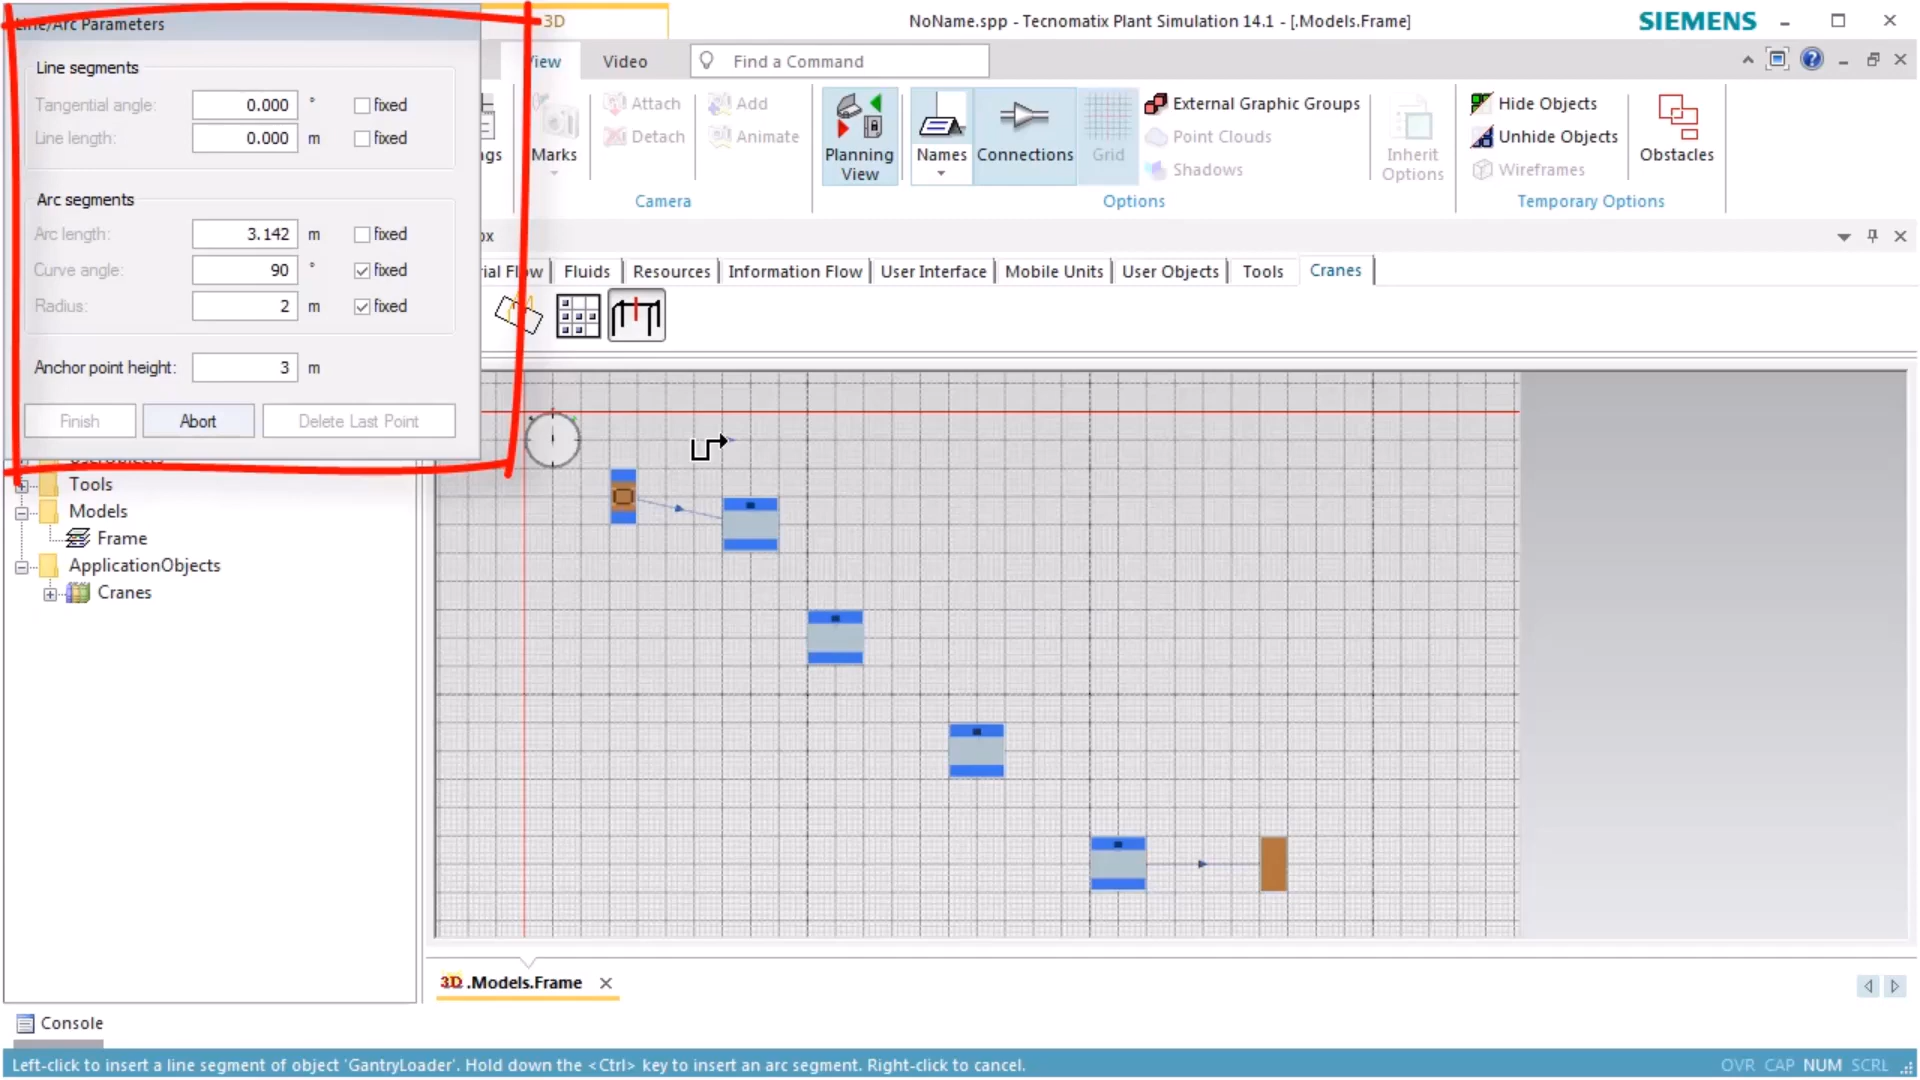 Line/Arc Parameters
3D
NoName.spp - Tecnomatix Plant Simulation 14.1 - [.Models.Frame]
SIEMENS
View
Video
Find a Command
Line segments
Tangential angle:
0.000
°
fixed
Line length:
0.000
m
fixed
Arc segments
Arc length:
3.142
m
fixed
Curve angle:
90
°
fixed
Radius:
2
m
fixed
Anchor point height:
3
m
Finish
Abort
Delete Last Point
Marks
Attach
Detach
Add
Animate
Camera
Planning
View
Names
Connections
Grid
External Graphic Groups
Point Clouds
Shadows
Options
Inherit
Options
Hide Objects
Unhide Objects
Wireframes
Obstacles
Temporary Options
Fluids
Resources
Information Flow
User Interface
Mobile Units
User Objects
Tools
Cranes
Tools
Models
Frame
ApplicationObjects
Cranes
3D .Models.Frame
Console
Left-click to insert a line segment of object 'GantryLoader'. Hold down the <Ctrl> key to insert an arc segment. Right-click to cancel.
OVR CAP NUM SCRL